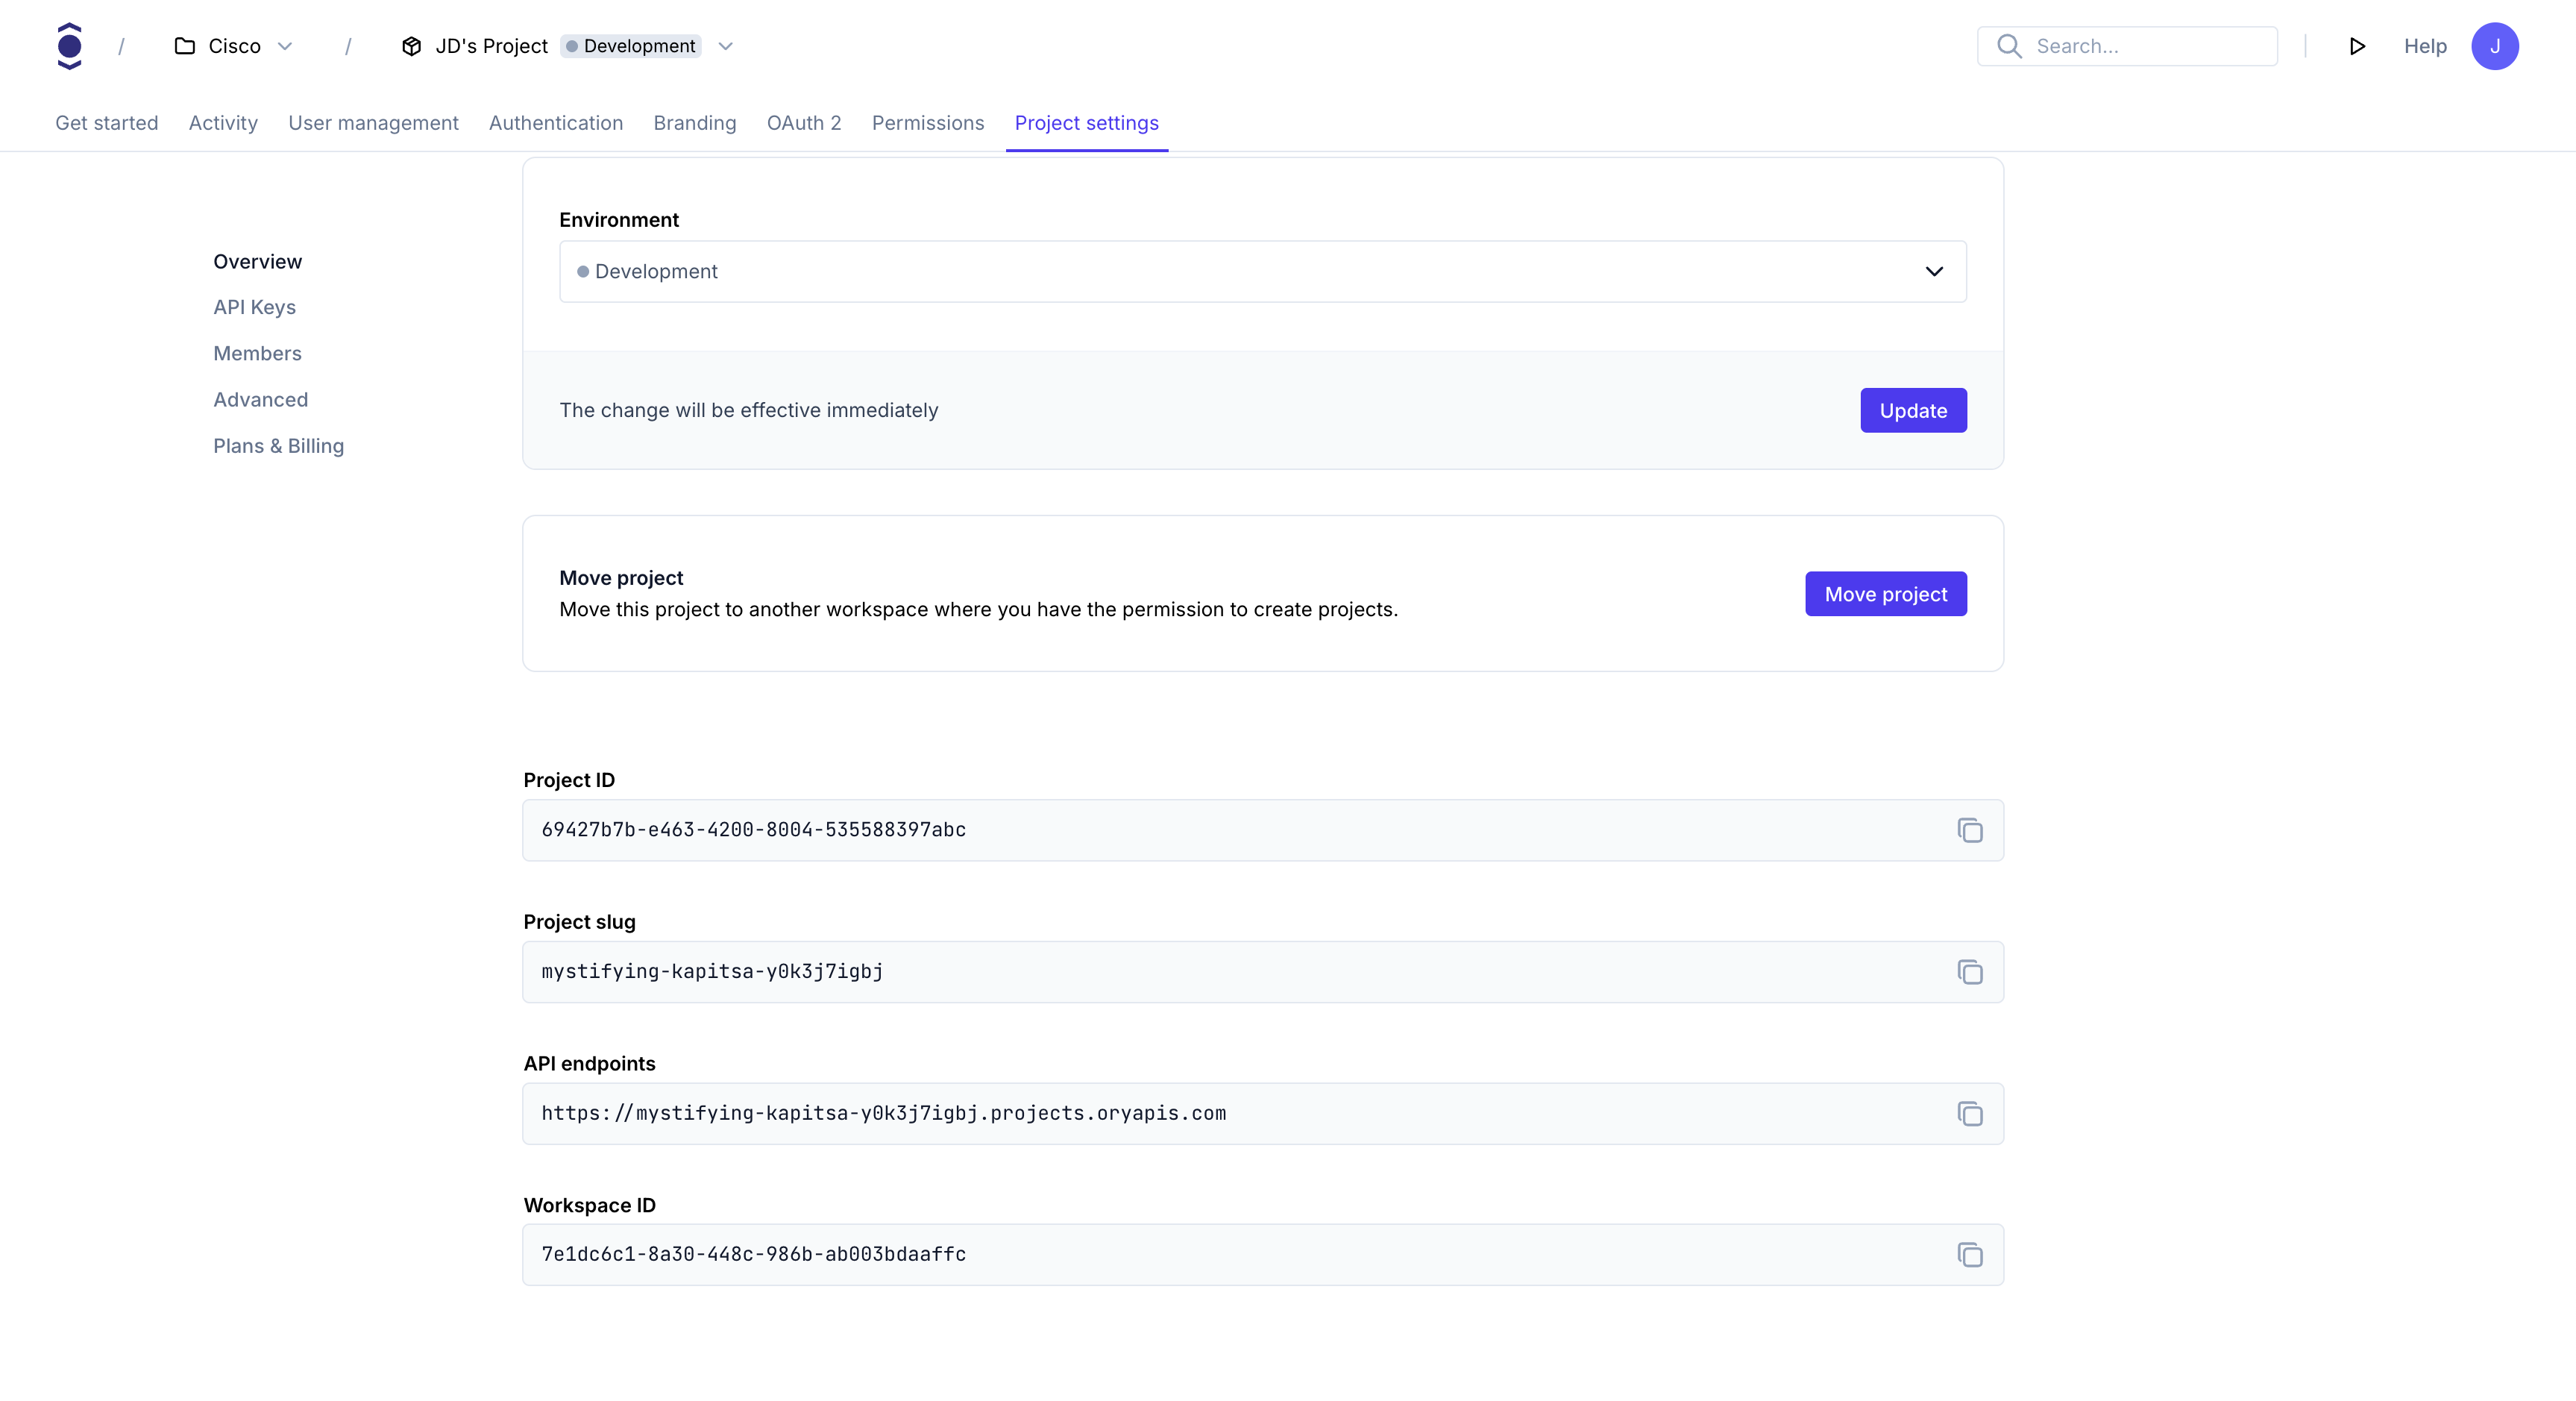 / Cisco / JD's Project Development Search... Help J
Get started Activity User management Authentication Branding OAuth 2 Permissions Project settings
Overview
API Keys
Members
Advanced
Plans & Billing
Environment
Development
The change will be effective immediately Update
Move project
Move this project to another workspace where you have the permission to create projects.
Move project
Project ID
69427b7b-e463-4200-8004-535588397abc
Project slug
mystifying-kapitsa-y0k3j7igbj
API endpoints
https://mystifying-kapitsa-y0k3j7igbj.projects.oryapis.com
Workspace ID
7e1dc6c1-8a30-448c-986b-ab003bdaaffc